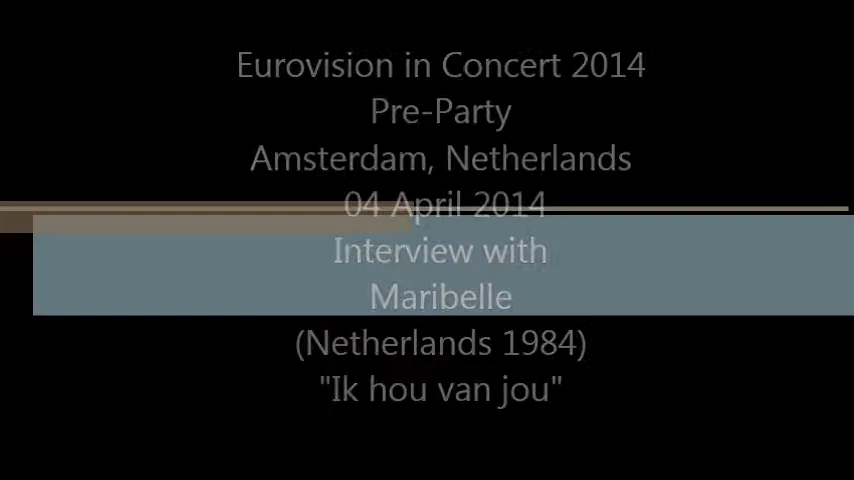 Eurovision in Concert 2014
Pre-Party
Amsterdam, Netherlands
04 April 2014
Interview with
Maribelle
(Netherlands 1984)
"Ik hou van jou"